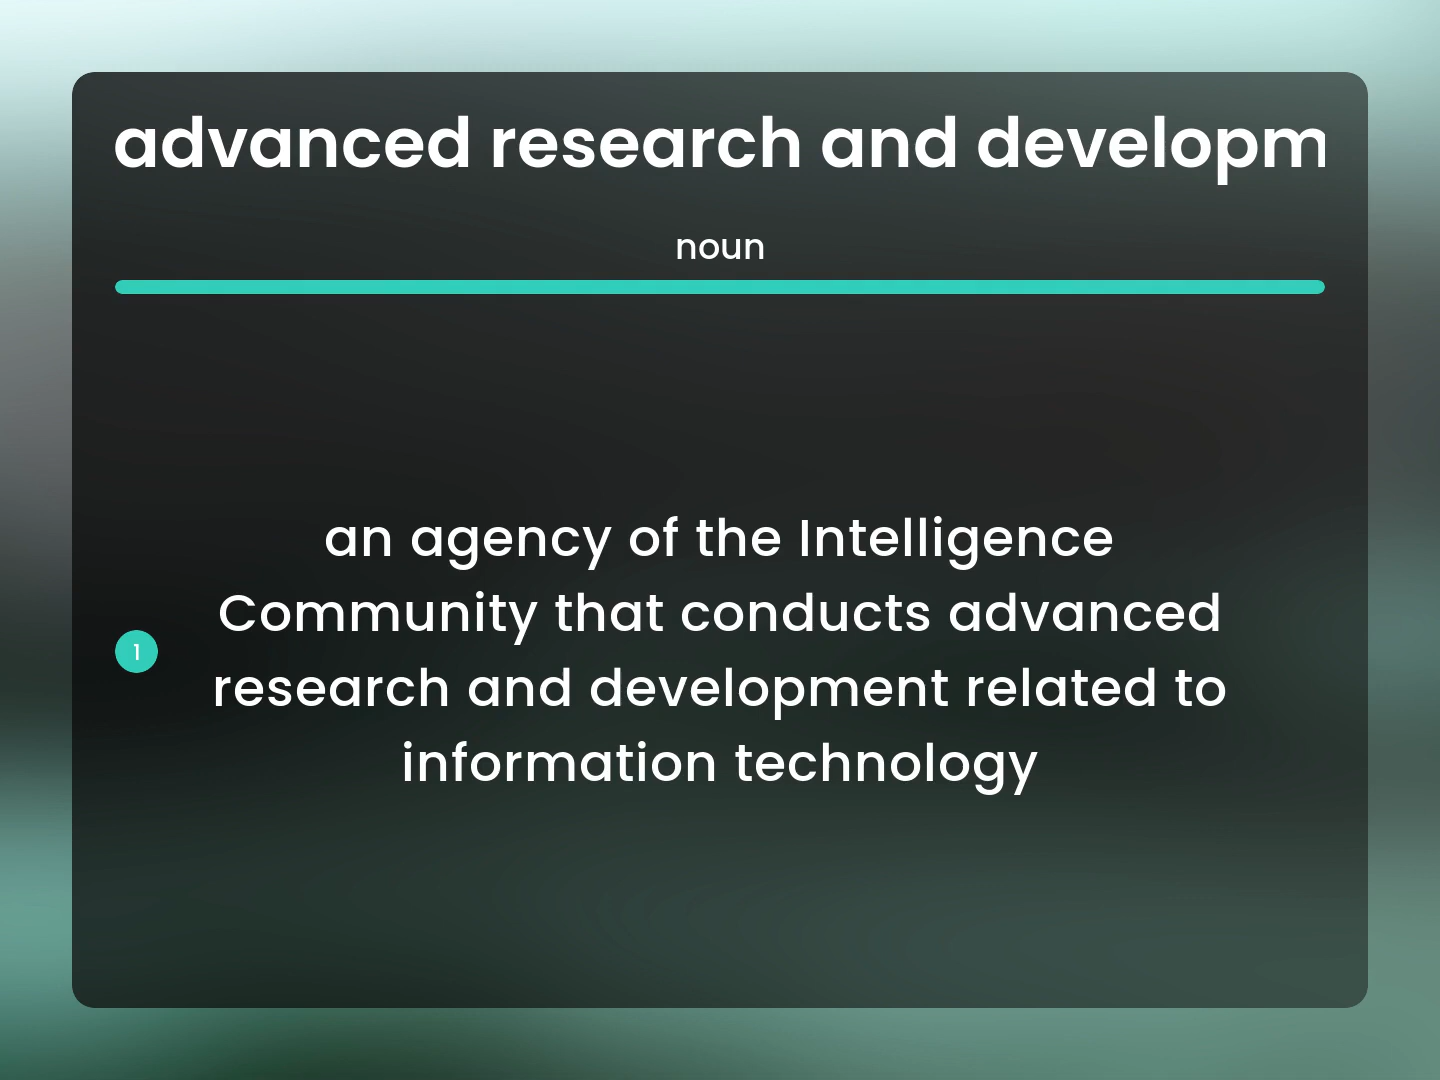 advanced research and developm
noun
an agency of the Intelligence
Community that conducts advanced
1
research and development related to
information technology